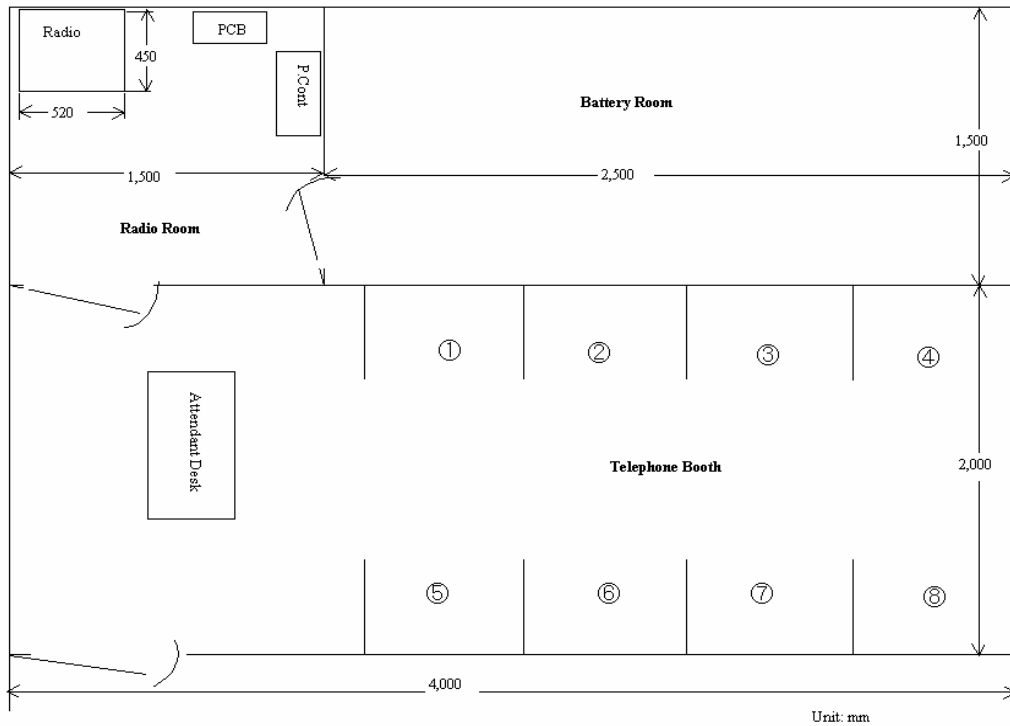 Radio
PCB
450
P.Cont
520
Battery Room
1,500
1,500
2,500
Radio Room
①
②
③
④
Attendant Desk
Telephone Booth
2,000
⑤
⑥
⑦
⑧
4,000
Unit: mm